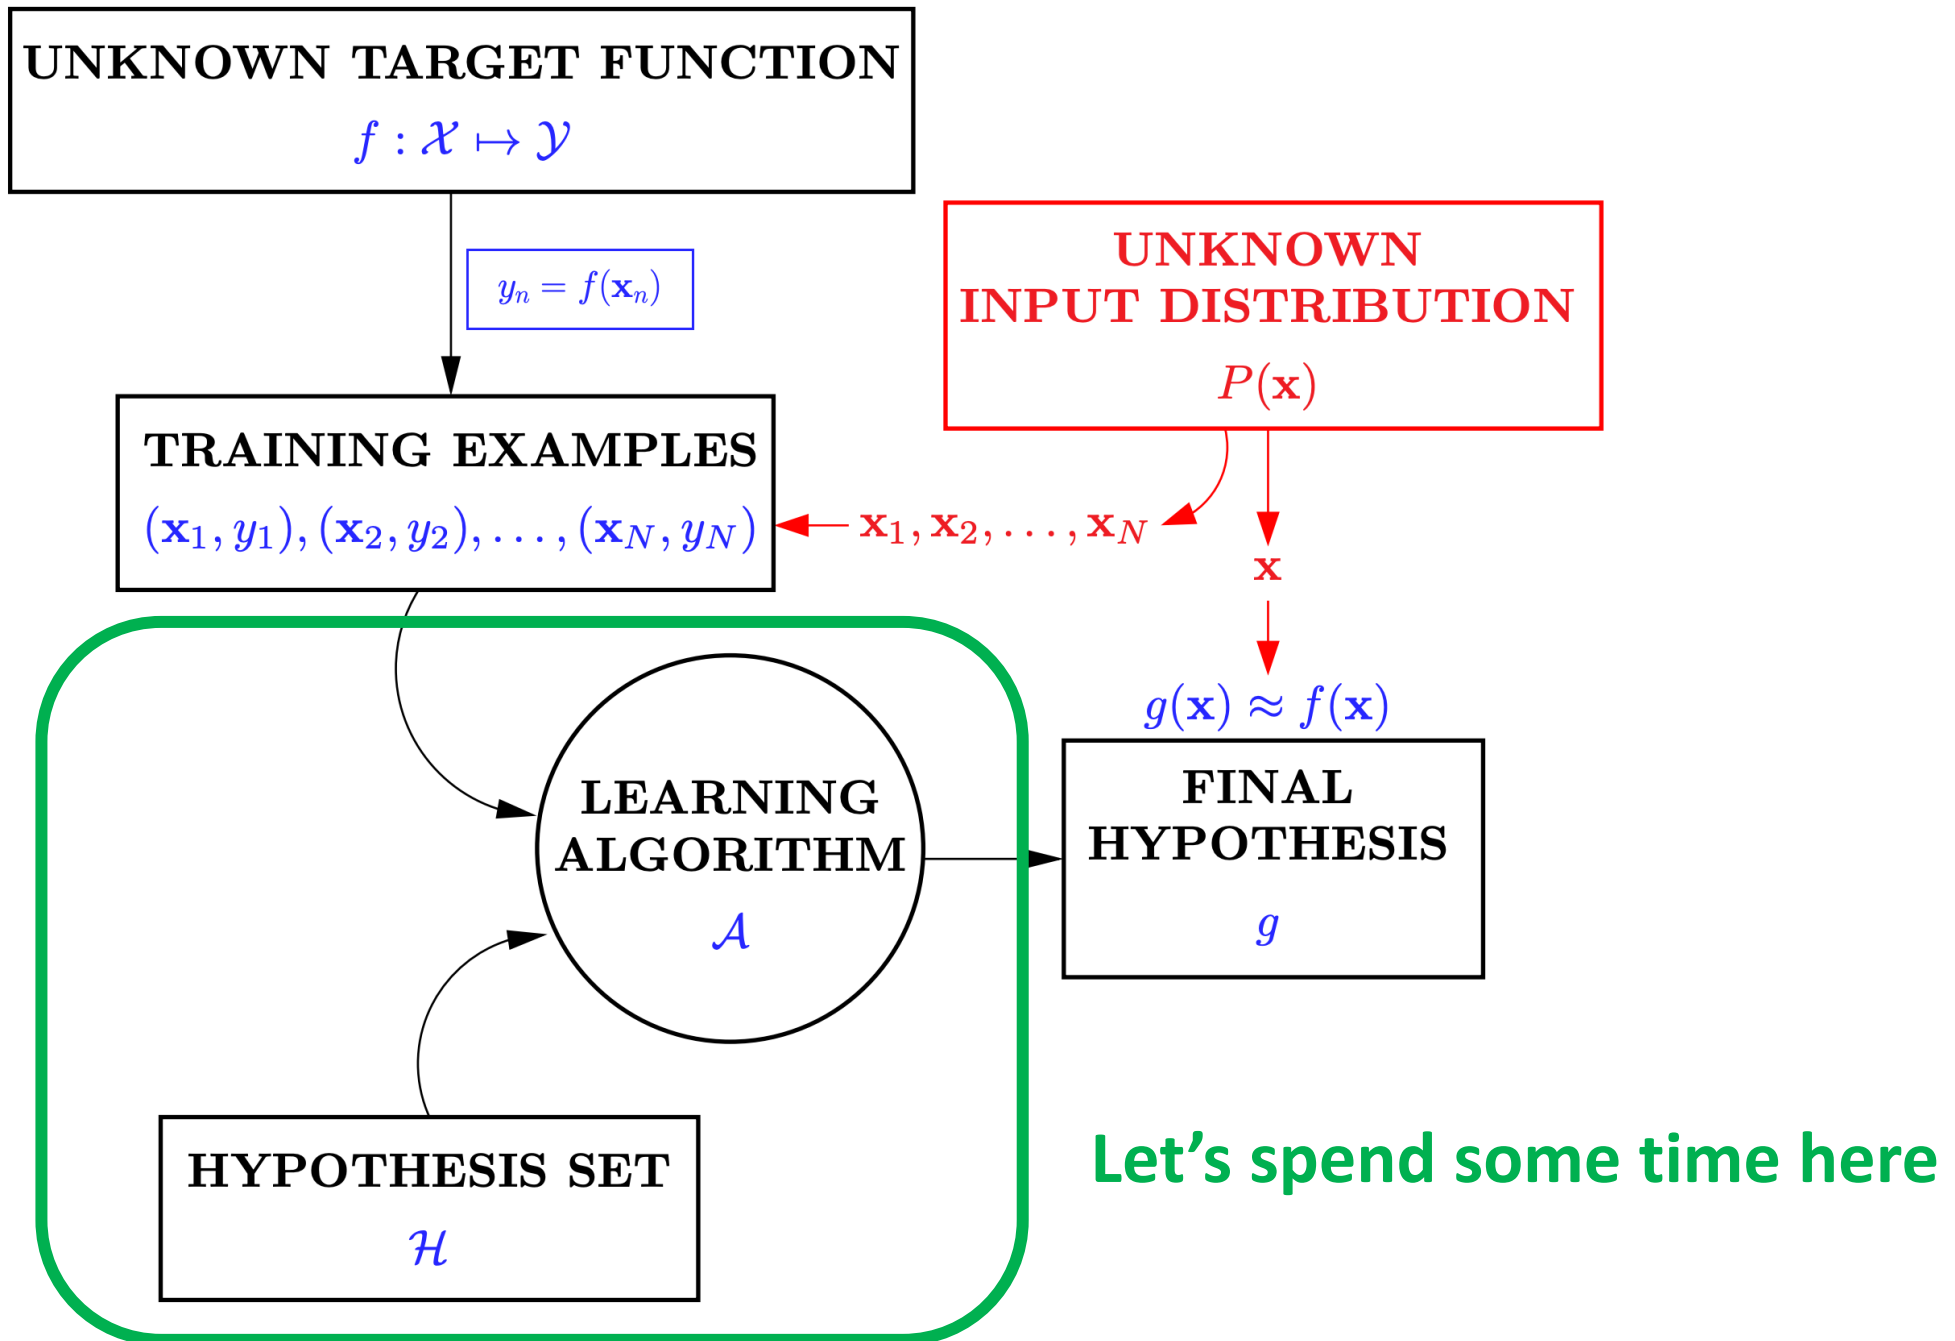 UNKNOWN TARGET FUNCTION
f : 𝒳 ↦ 𝒴
yₙ = f(𝐱ₙ)
UNKNOWN
INPUT DISTRIBUTION
P(𝐱)
TRAINING EXAMPLES
(𝐱₁, y₁), (𝐱₂, y₂), . . . , (𝐱_N, y_N)
𝐱₁, 𝐱₂, . . . , 𝐱_N
𝐱
g(𝐱) ≈ f(𝐱)
LEARNING
ALGORITHM
𝒜
FINAL
HYPOTHESIS
g
HYPOTHESIS SET
ℋ
Let’s spend some time here